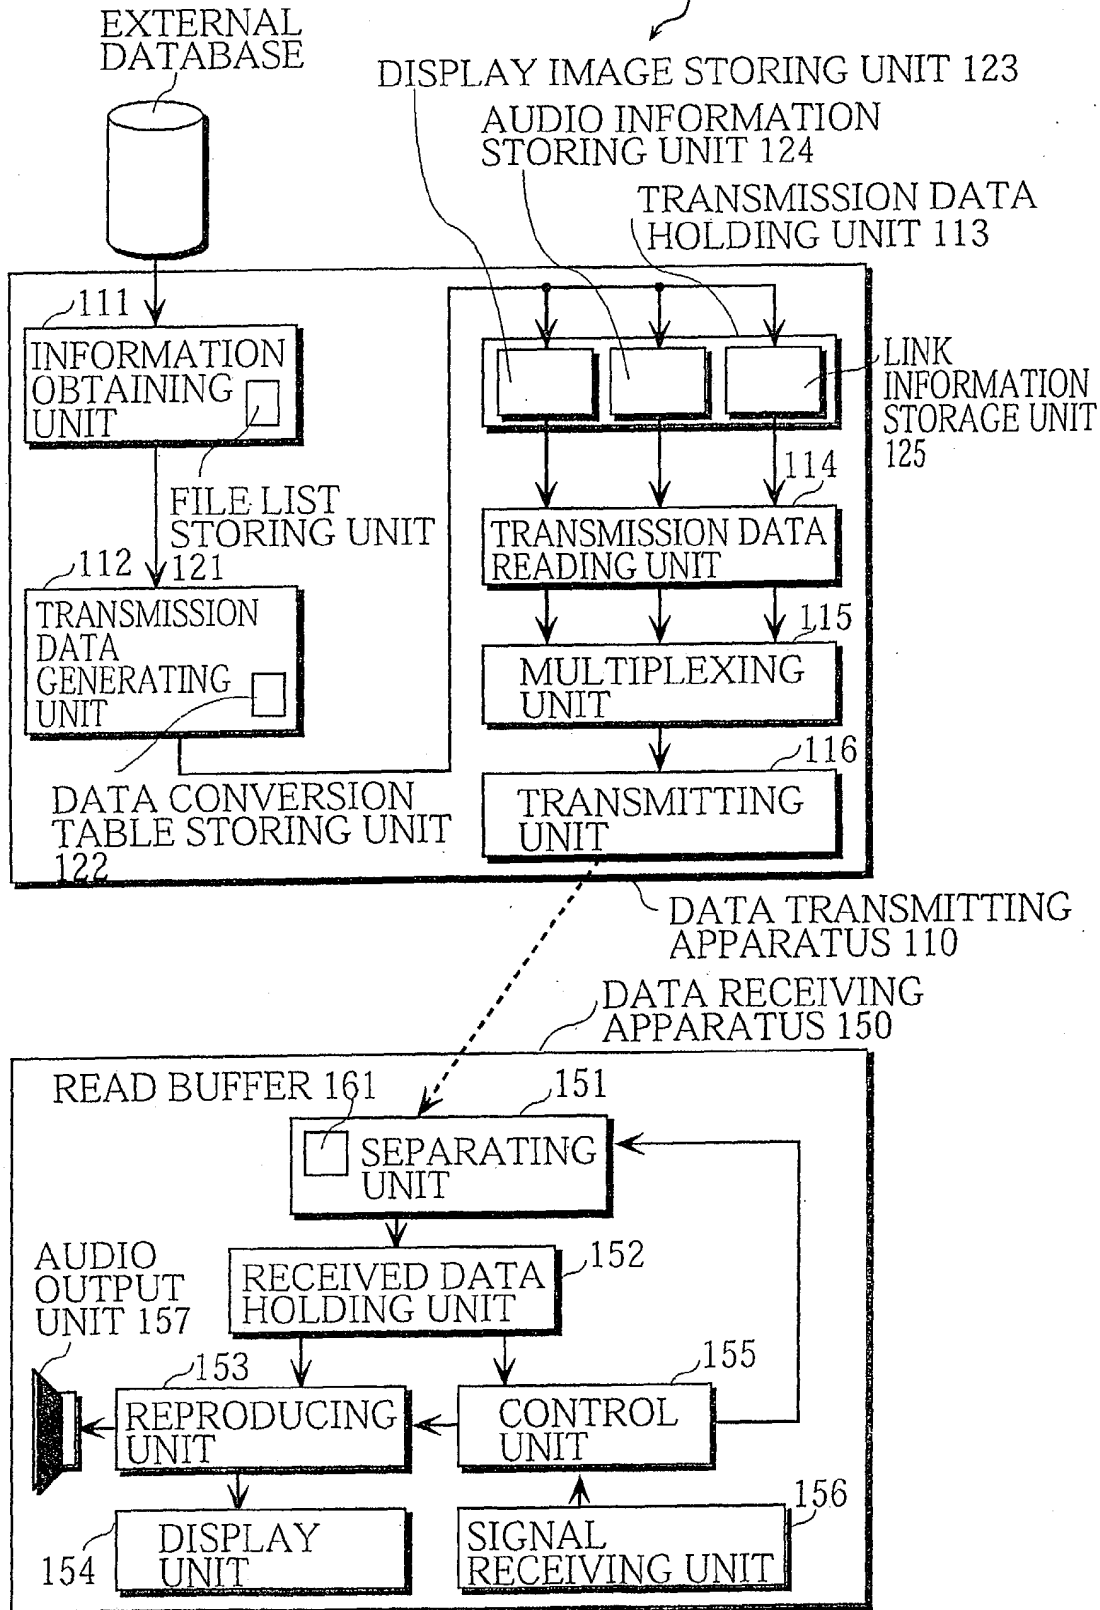 EXTERNAL
DATABASE
DISPLAY IMAGE STORING UNIT 123
AUDIO INFORMATION
STORING UNIT 124
TRANSMISSION DATA
HOLDING UNIT 113
111
INFORMATION
OBTAINING
UNIT
LINK
INFORMATION
STORAGE UNIT
125
FILE LIST
STORING UNIT
121
114
TRANSMISSION DATA
READING UNIT
112
TRANSMISSION
DATA
GENERATING
UNIT
115
MULTIPLEXING
UNIT
116
TRANSMITTING
UNIT
DATA CONVERSION
TABLE STORING UNIT
122
DATA TRANSMITTING
APPARATUS 110
DATA RECEIVING
APPARATUS 150
READ BUFFER 161
151
SEPARATING
UNIT
AUDIO
OUTPUT
UNIT 157
152
RECEIVED DATA
HOLDING UNIT
153
REPRODUCING
UNIT
155
CONTROL
UNIT
154
DISPLAY
UNIT
156
SIGNAL
RECEIVING UNIT